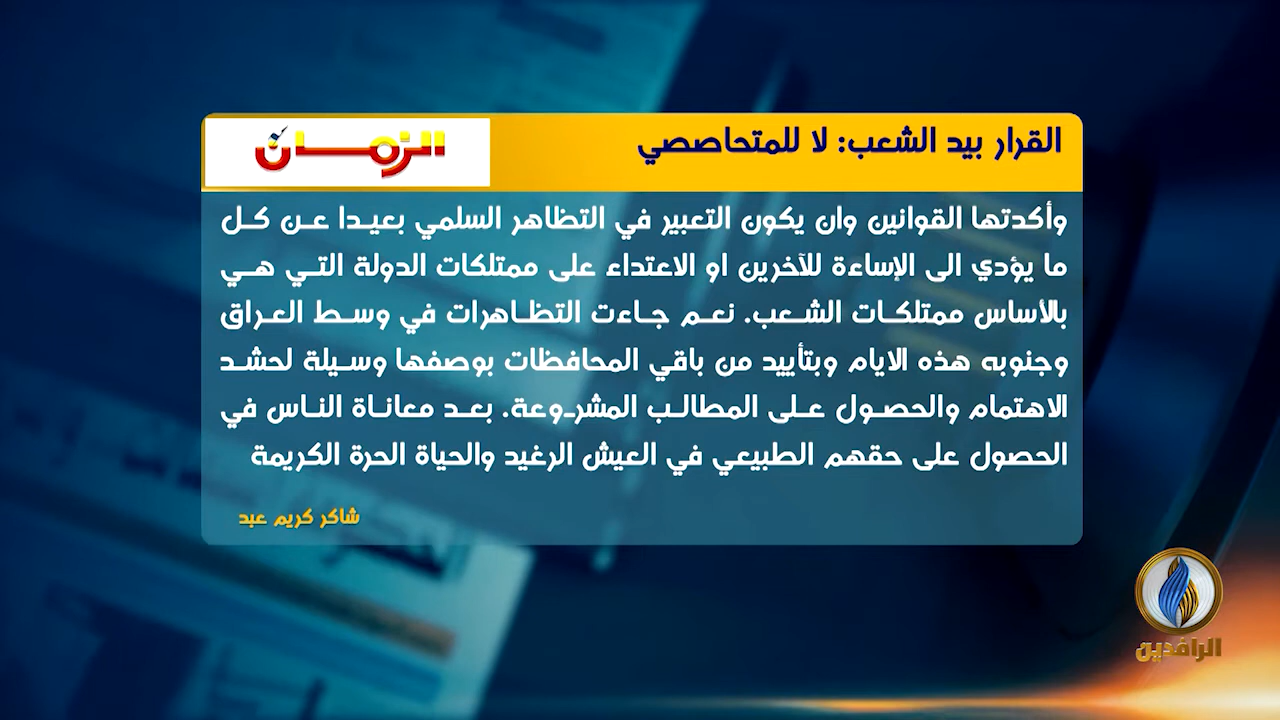 القرار بيد الشعب: لا للمتحاصصي
الزمان
وأكدتها القوانين وان يكون التعبير في التظاهر السلمي بعيدا عن كل
ما يؤدي الى الإساءة للآخرين او الاعتداء على ممتلكات الدولة التي هي
بالأساس ممتلكات الشعب. نعم جاءت التظاهرات في وسط العراق
وجنوبه هذه الايام وبتأييد من باقي المحافظات بوصفها وسيلة لحشد
الاهتمام والحصول على المطالب المشروعة. بعد معاناة الناس في
الحصول على حقهم الطبيعي في العيش الرغيد والحياة الحرة الكريمة
شاكر كريم عبد
الرافدين